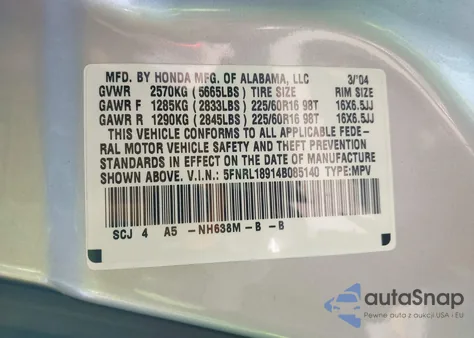 MFD. BY HONDA MFG. OF ALABAMA, LLC 3/'04
GVWR 2570KG (5665LBS) TIRE SIZE RIM SIZE
GAWR F 1285KG (2833LBS) 225/60R16 98T 16X6.5JJ
GAWR R 1290KG (2845LBS) 225/60R16 98T 16X6.5JJ
THIS VEHICLE CONFORMS TO ALL APPLICABLE FEDE-
RAL MOTOR VEHICLE SAFETY AND THEFT PREVENTION
STANDARDS IN EFFECT ON THE DATE OF MANUFACTURE
SHOWN ABOVE. V.I.N.: 5FNRL18914B085140 TYPE:MPV
SCJ 4 A5 -NH638M-B -B
autoSnap
Pewne auta z aukcji USA i EU